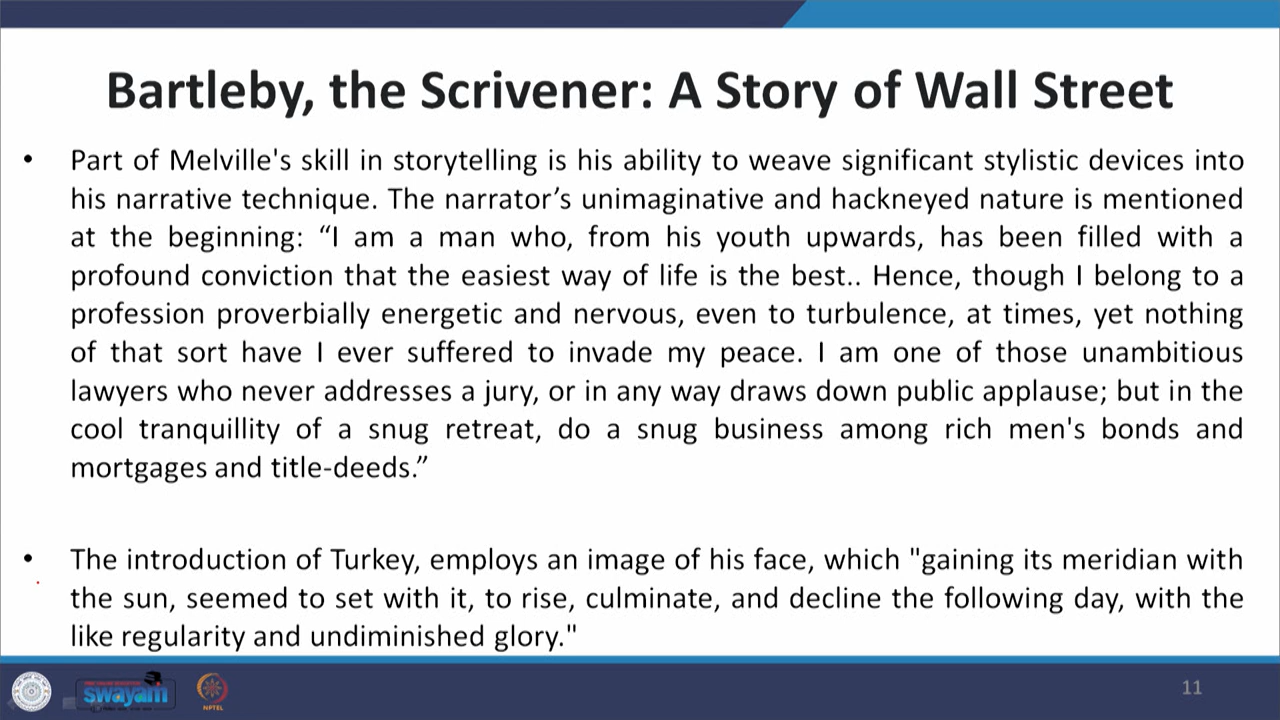 Bartleby, the Scrivener: A Story of Wall Street
• Part of Melville's skill in storytelling is his ability to weave significant stylistic devices into
his narrative technique. The narrator’s unimaginative and hackneyed nature is mentioned
at the beginning: “I am a man who, from his youth upwards, has been filled with a
profound conviction that the easiest way of life is the best.. Hence, though I belong to a
profession proverbially energetic and nervous, even to turbulence, at times, yet nothing
of that sort have I ever suffered to invade my peace. I am one of those unambitious
lawyers who never addresses a jury, or in any way draws down public applause; but in the
cool tranquillity of a snug retreat, do a snug business among rich men's bonds and
mortgages and title-deeds.”
• The introduction of Turkey, employs an image of his face, which "gaining its meridian with
the sun, seemed to set with it, to rise, culminate, and decline the following day, with the
like regularity and undiminished glory."
swayam
NPTEL
11